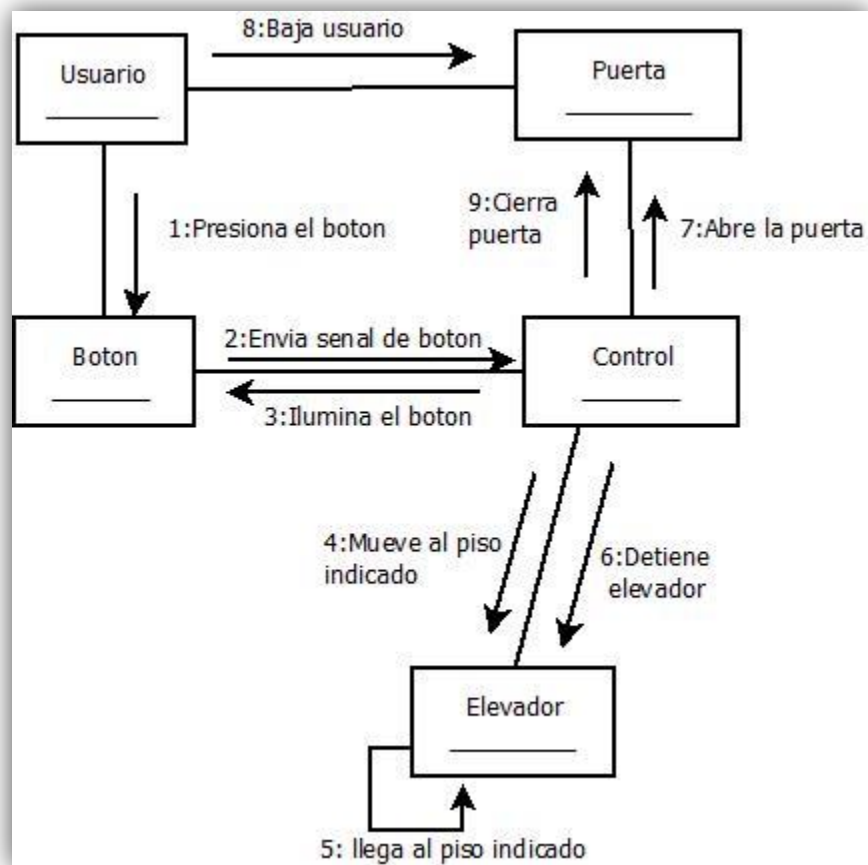 8:Baja usuario
Usuario
Puerta
1:Presiona el boton
9:Cierra
puerta
7:Abre la puerta
Boton
2:Envia senal de boton
Control
3:Ilumina el boton
4:Mueve al piso
indicado
6:Detiene
elevador
Elevador
5: llega al piso indicado